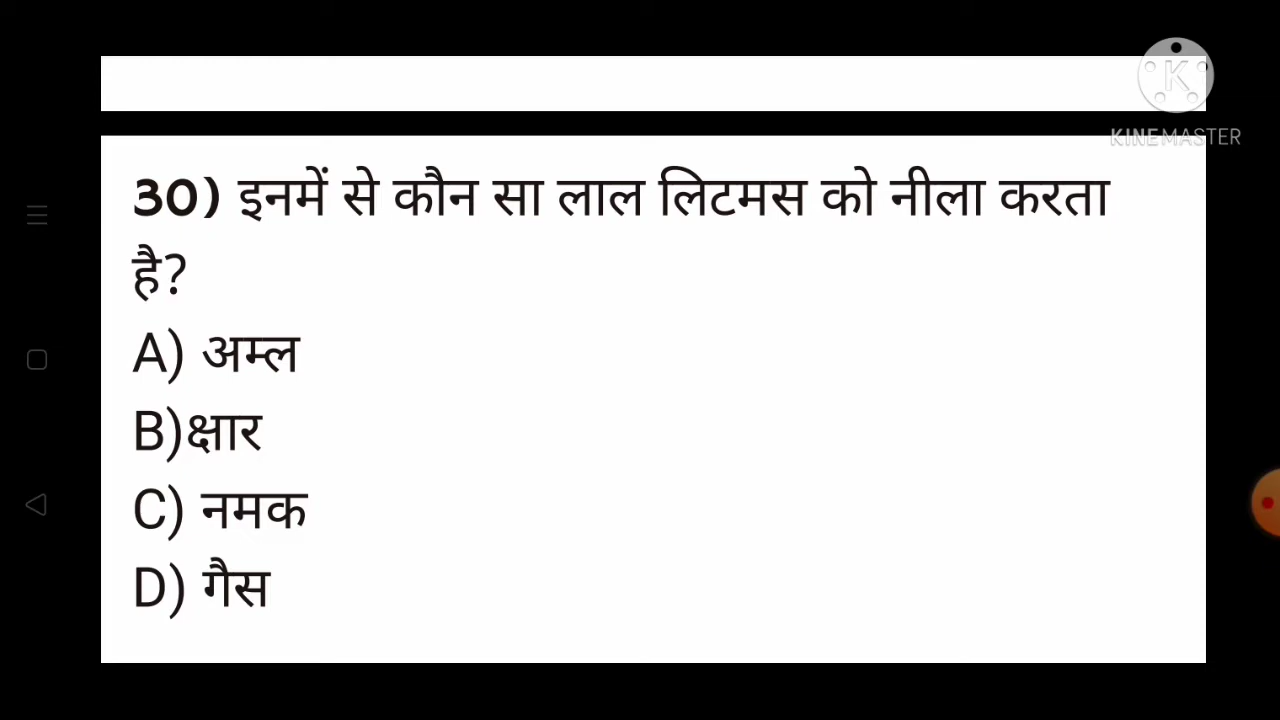 KINEMASTER
30) इनमें से कौन सा लाल लिटमस को नीला करता
है?
A) अम्ल
B)क्षार
C) नमक
D) गैस